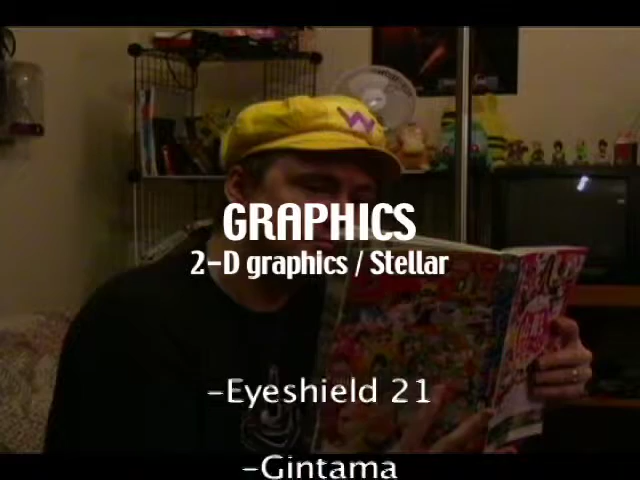 W
GRAPHICS
2-D graphics / Stellar
-Eyeshield 21
-Gintama